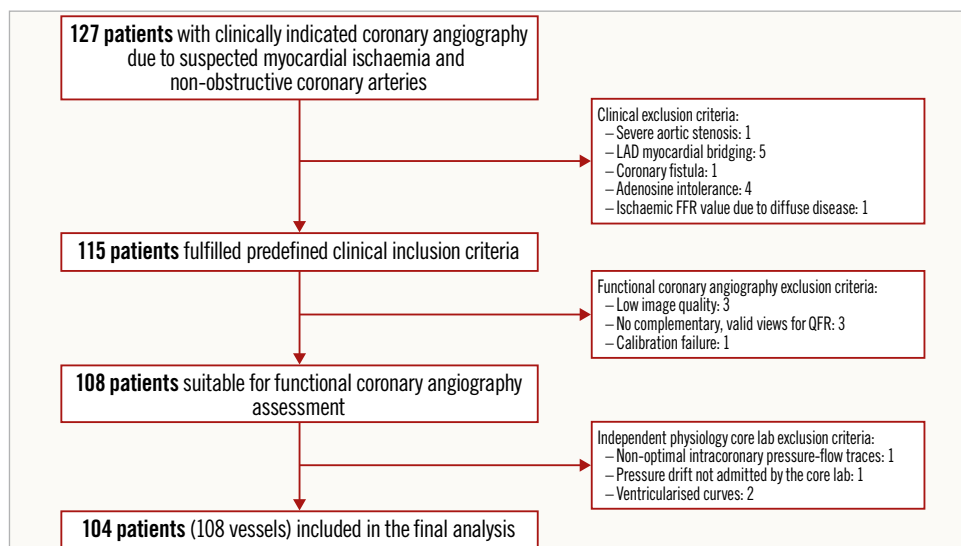 127 patients with clinically indicated coronary angiography
due to suspected myocardial ischaemia and
non-obstructive coronary arteries
Clinical exclusion criteria:
– Severe aortic stenosis: 1
– LAD myocardial bridging: 5
– Coronary fistula: 1
– Adenosine intolerance: 4
– Ischaemic FFR value due to diffuse disease: 1
115 patients fulfilled predefined clinical inclusion criteria
Functional coronary angiography exclusion criteria:
– Low image quality: 3
– No complementary, valid views for QFR: 3
– Calibration failure: 1
108 patients suitable for functional coronary angiography
assessment
Independent physiology core lab exclusion criteria:
– Non-optimal intracoronary pressure-flow traces: 1
– Pressure drift not admitted by the core lab: 1
– Ventricularised curves: 2
104 patients (108 vessels) included in the final analysis